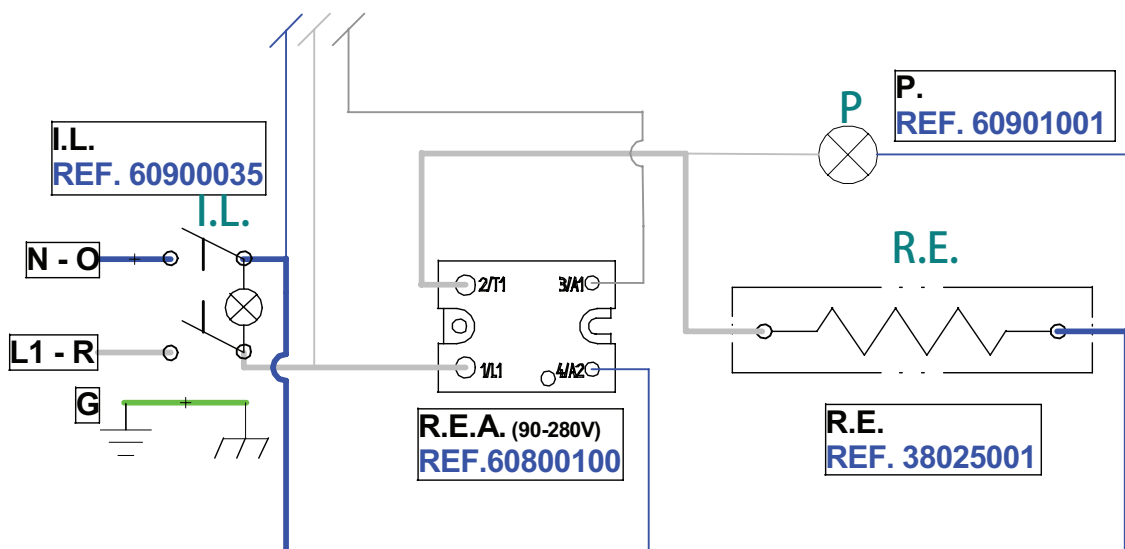 P.
REF. 60901001
P
I.L.
REF. 60900035
I.L.
N - O
R.E.
2/T1
3/A1
L1 - R
1/L1
4/A2
G
R.E.A. (90-280V)
REF.60800100
R.E.
REF. 38025001